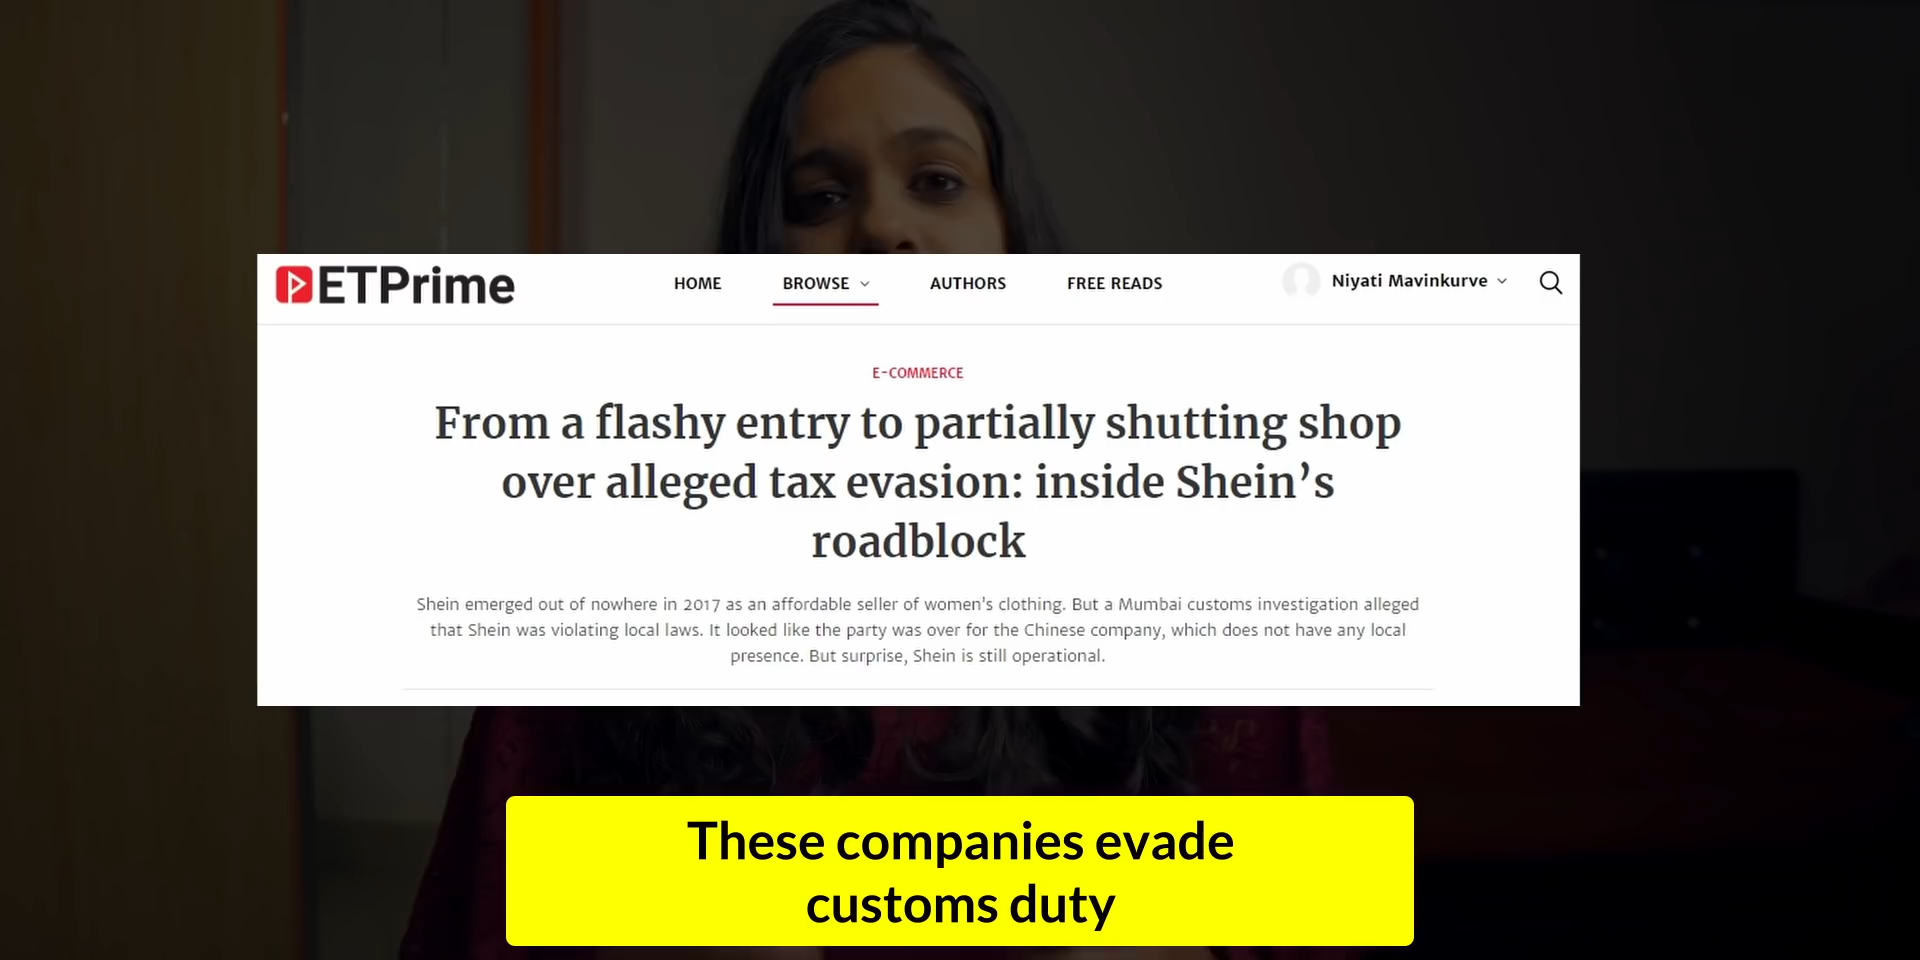 ETPrime
HOME
BROWSE
AUTHORS
FREE READS
Niyati Mavinkurve
E-COMMERCE
From a flashy entry to partially shutting shop
over alleged tax evasion: inside Shein’s
roadblock
Shein emerged out of nowhere in 2017 as an affordable seller of women’s clothing. But a Mumbai customs investigation alleged
that Shein was violating local laws. It looked like the party was over for the Chinese company, which does not have any local
presence. But surprise, Shein is still operational.
These companies evade
customs duty